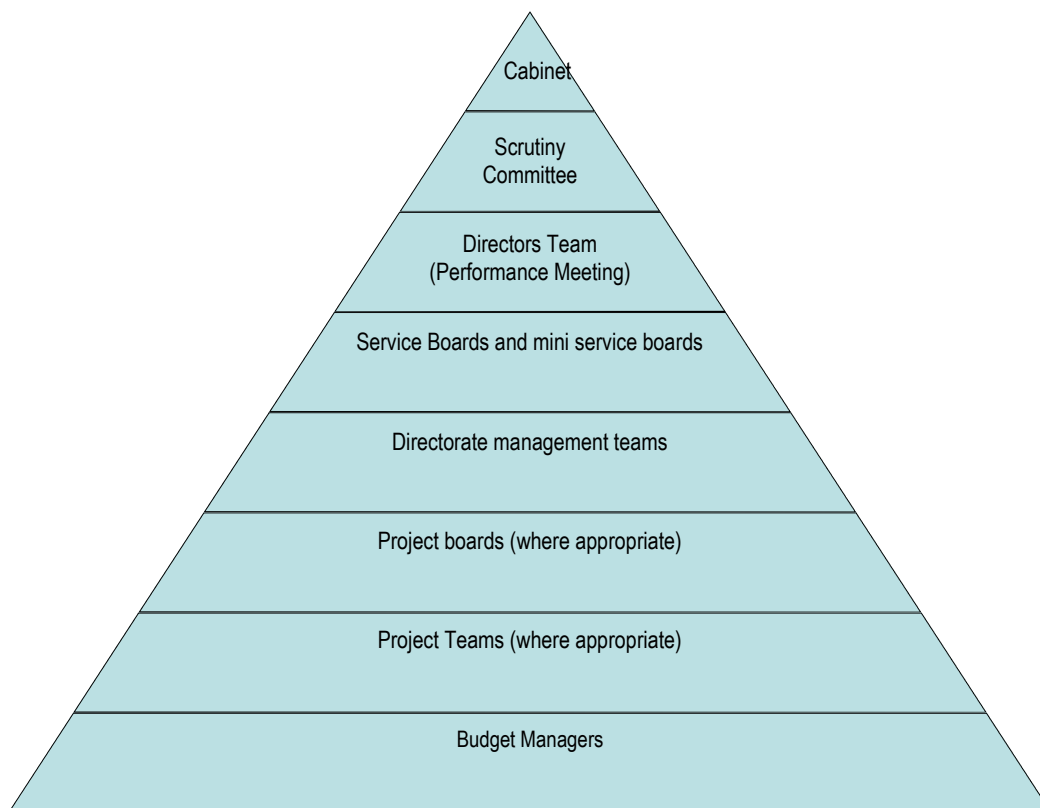 Cabinet
Scrutiny
Committee
Directors Team
(Performance Meeting)
Service Boards and mini service boards
Directorate management teams
Project boards (where appropriate)
Project Teams (where appropriate)
Budget Managers